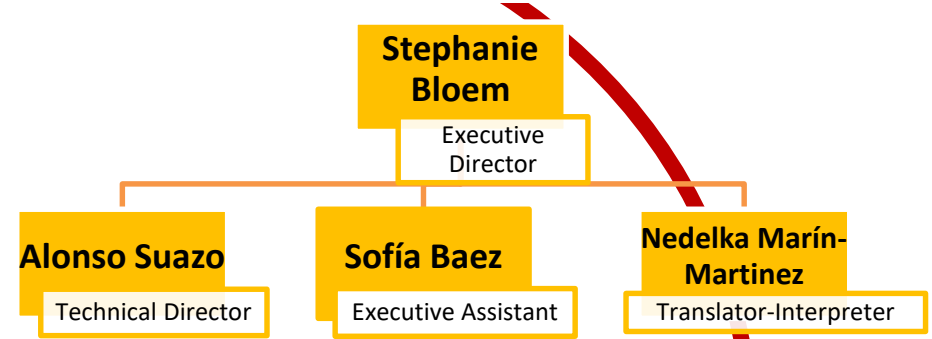 Stephanie
Bloem
Executive
Director
Alonso Suazo
Technical Director
Sofía Baez
Executive Assistant
Nedelka Marín-
Martinez
Translator-Interpreter